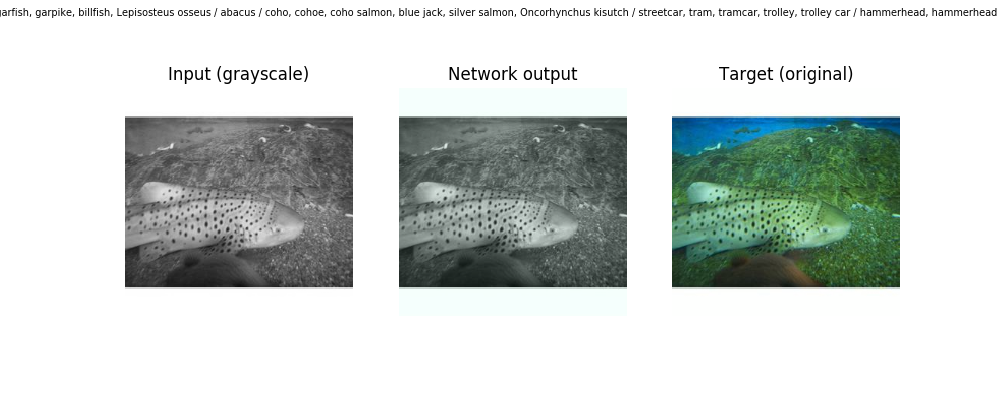 garfish, garpike, billfish, Lepisosteus osseus / abacus / coho, cohoe, coho salmon, blue jack, silver salmon, Oncorhynchus kisutch / streetcar, tram, tramcar, trolley, trolley car / hammerhead, hammerhead
Input (grayscale)
Network output
Target (original)